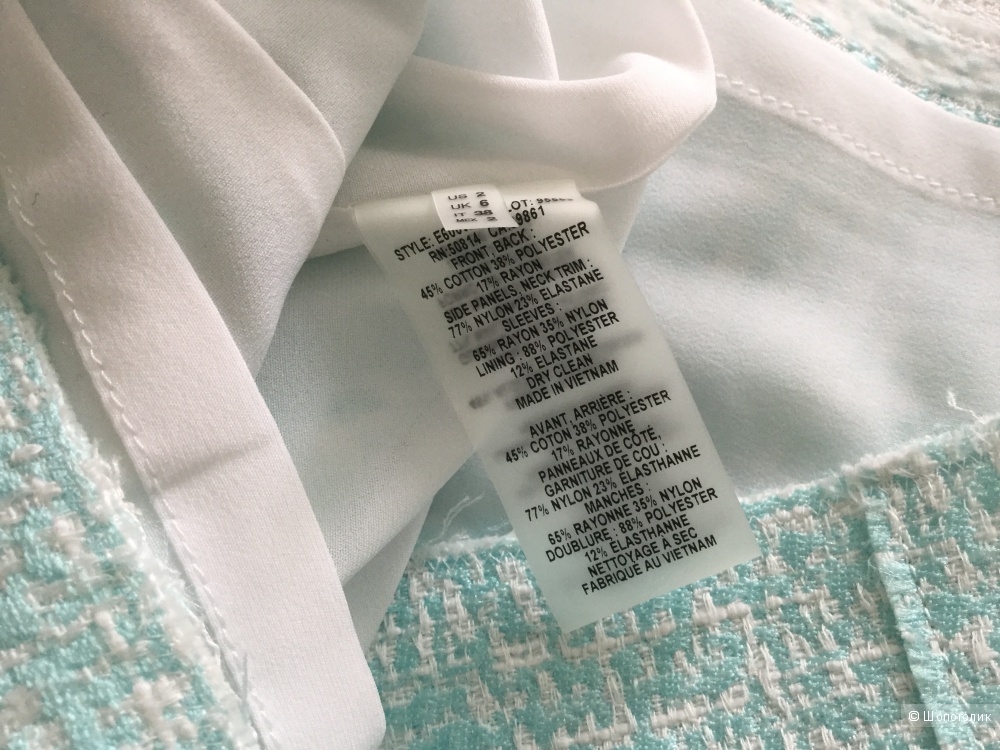 US 2
UK 6
IT 38
MEX 2
OT:
9861
STYLE:
RN:50814
FRONT, BACK :
45% COTTON 38% POLYESTER
17% RAYON
SIDE PANELS, NECK TRIM :
77% NYLON 23% ELASTANE
SLEEVES :
65% RAYON 35% NYLON
LINING : 88% POLYESTER
12% ELASTANE
DRY CLEAN
MADE IN VIETNAM
AVANT, ARRIÈRE :
45% COTON 38% POLYESTER
17% RAYONNE
PANNEAUX DE CÔTÉ,
GARNITURE DE COU :
77% NYLON 23% ÉLASTHANNE
MANCHES :
65% RAYONNE 35% NYLON
DOUBLURE : 88% POLYESTER
12% ÉLASTHANNE
NETTOYAGE À SEC
FABRIQUÉ AU VIETNAM
© Шопоголик